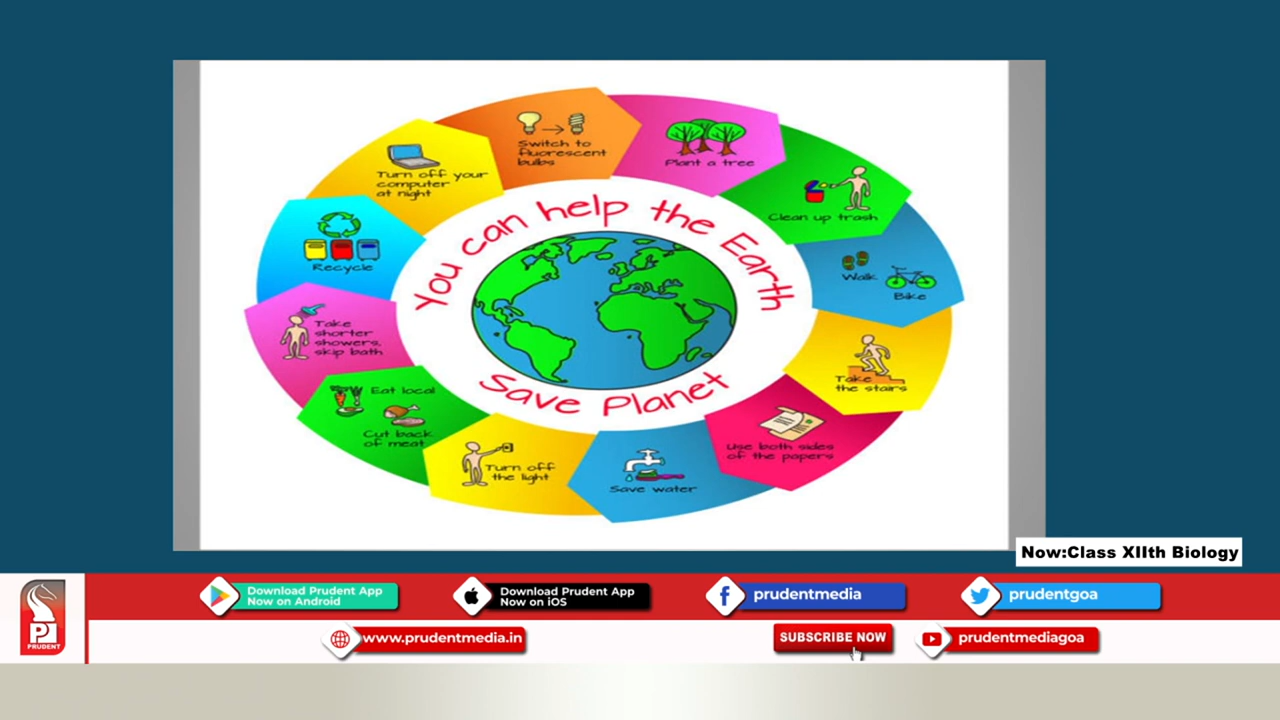 You can help the Earth
Save Planet
Switch to
fluorescent
bulbs
Plant a tree
Clean up trash
Walk
Bike
Take
the stairs
Use both sides
of the papers
Save water
Turn off
the light
Eat local
Cut back
of meat
Take
shorter
showers,
skip bath
Recycle
Turn off your
computer
at night
Now:Class XIIth Biology
Download Prudent App
Now on Android
Download Prudent App
Now on iOS
prudentmedia
prudentgoa
PRUDENT
www.prudentmedia.in
SUBSCRIBE NOW
prudentmediagoa